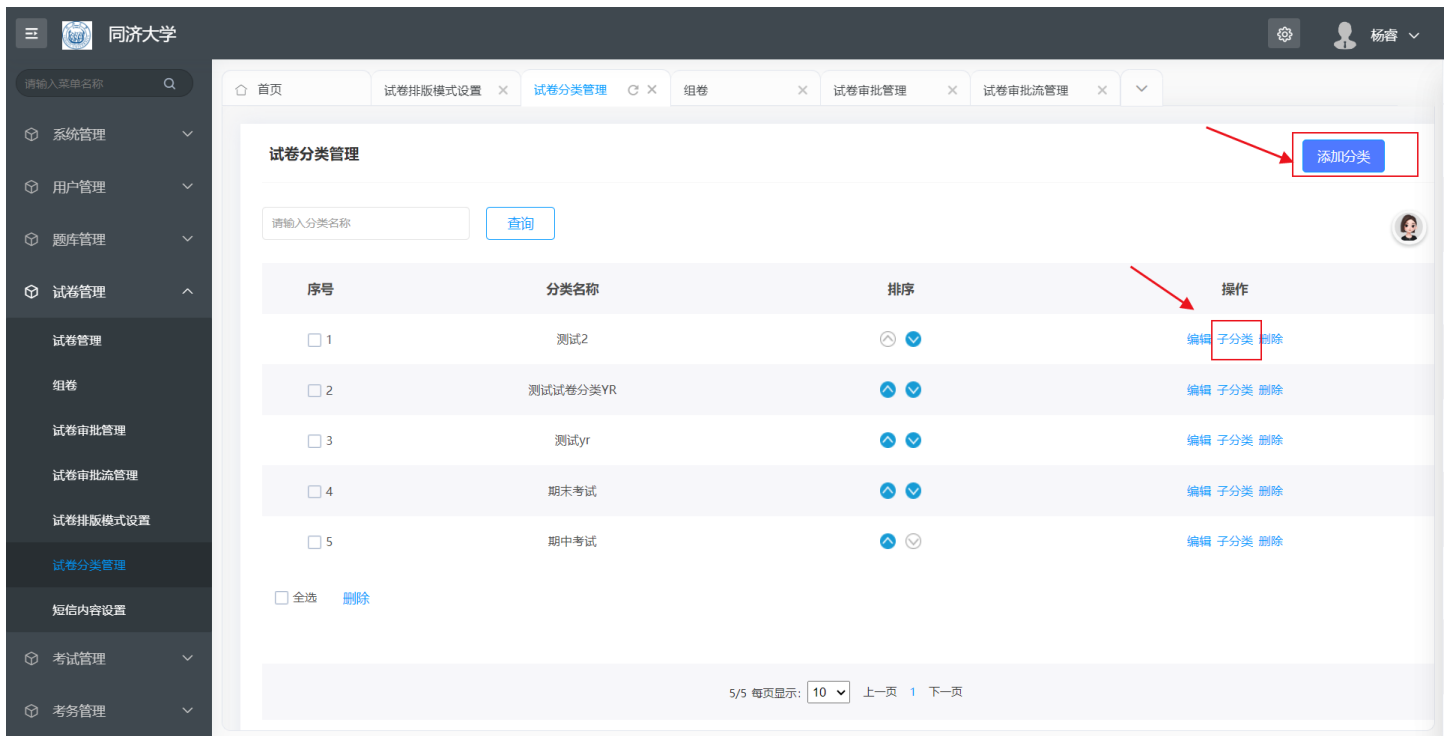 同济大学
杨睿
请输入菜单名称
首页
试卷排版模式设置
试卷分类管理
组卷
试卷审批管理
试卷审批流管理
系统管理
用户管理
题库管理
试卷管理
试卷管理
组卷
试卷审批管理
试卷审批流管理
试卷排版模式设置
试卷分类管理
短信内容设置
考试管理
考务管理
试卷分类管理
添加分类
请输入分类名称
查询
序号 分类名称 排序 操作
1 测试2 编辑 子分类 删除
2 测试试卷分类YR 编辑 子分类 删除
3 测试yr 编辑 子分类 删除
4 期末考试 编辑 子分类 删除
5 期中考试 编辑 子分类 删除
全选 删除
5/5 每页显示: 10 上一页 1 下一页